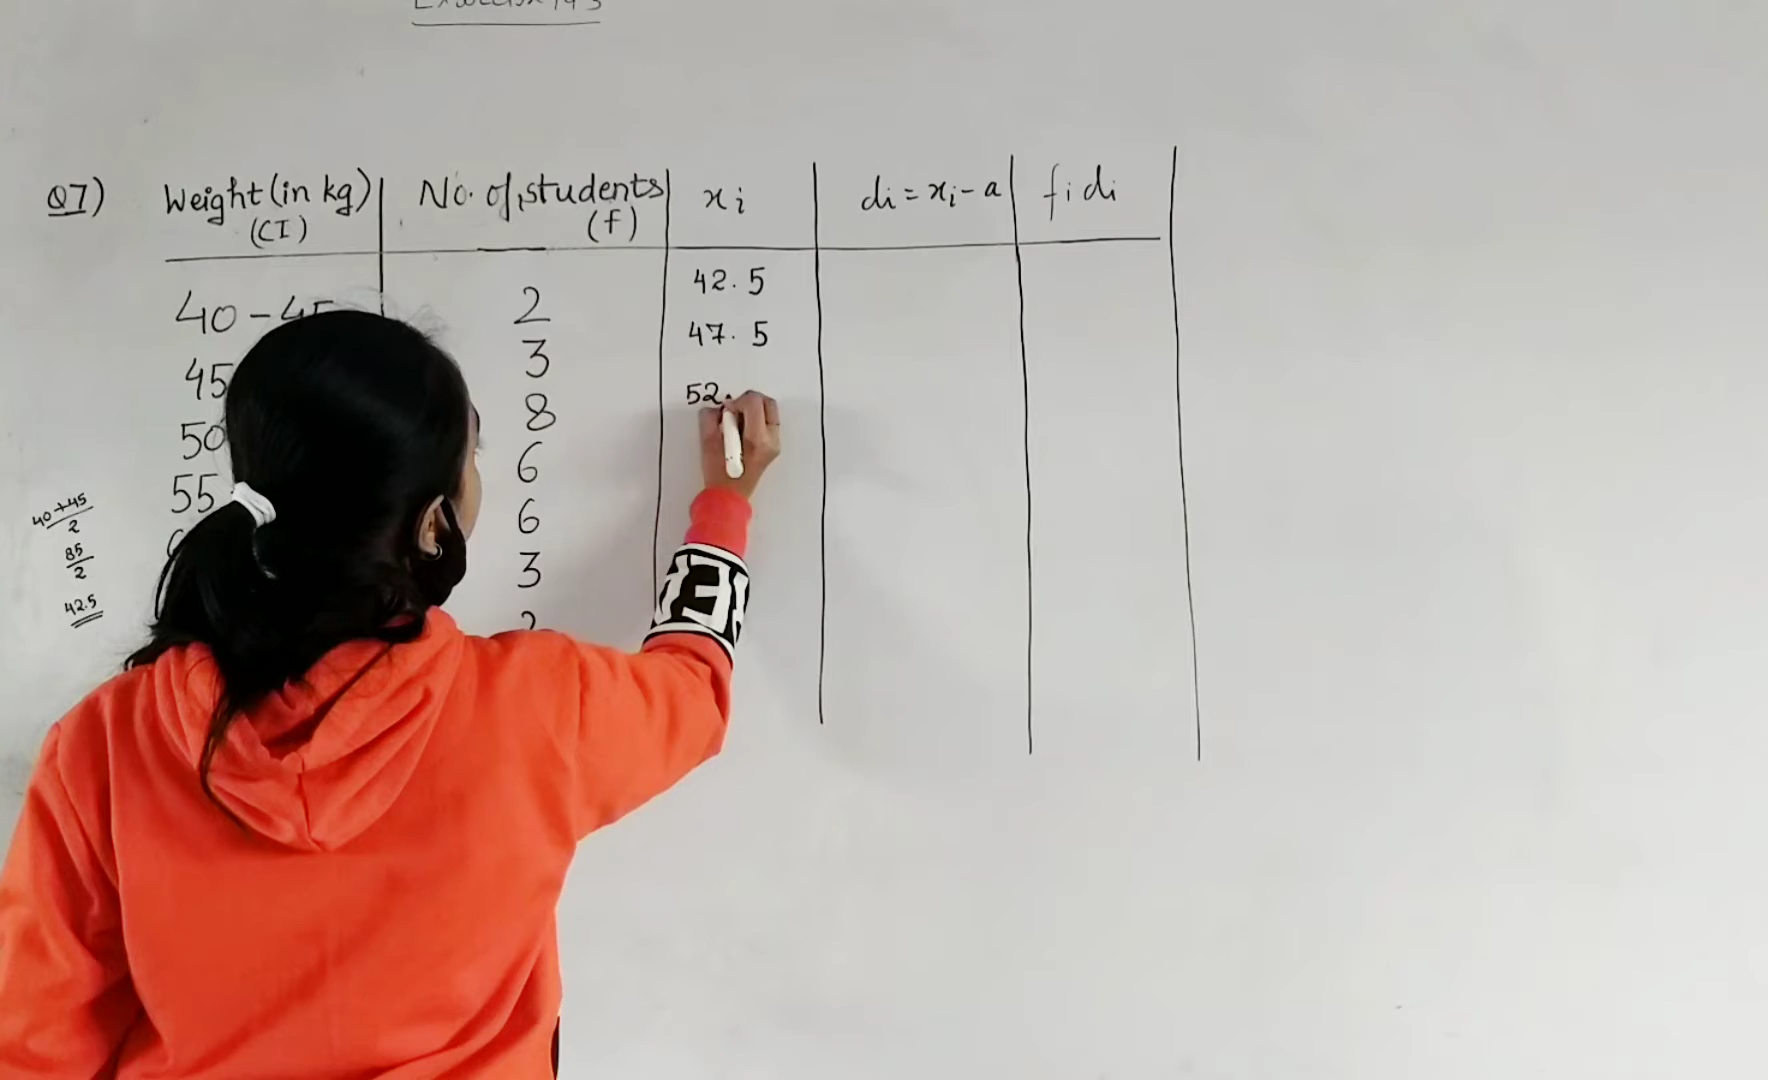 Q7) Weight (in kg) No. of students xi di = xi - a fidi
(CI) (f)
40 - 45 2 42.5
45 3 47.5
50 8 52.
55 6
6
3
40+45
2
85
2
42.5